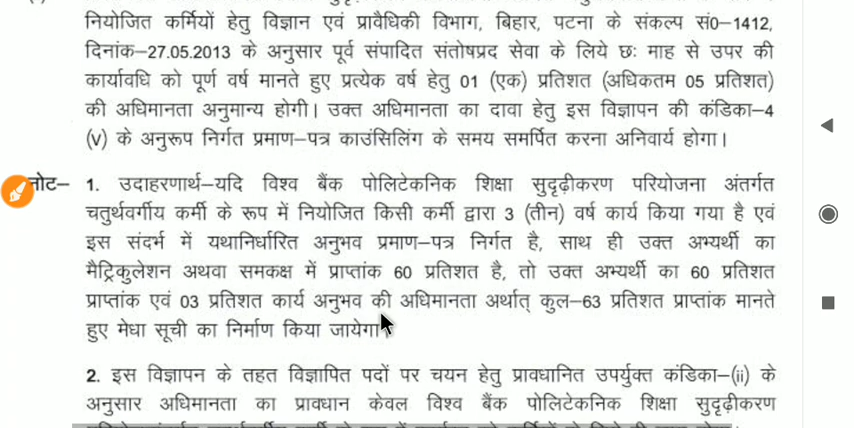 नियोजित कर्मियों हेतु विज्ञान एवं प्रावैधिकी विभाग, बिहार, पटना के संकल्प सं0–1412,
दिनांक–27.05.2013 के अनुसार पूर्व संपादित संतोषप्रद सेवा के लिये छः माह से उपर की
कार्यावधि को पूर्ण वर्ष मानते हुए प्रत्येक वर्ष हेतु 01 (एक) प्रतिशत (अधिकतम 05 प्रतिशत)
की अधिमानता अनुमान्य होगी। उक्त अधिमानता का दावा हेतु इस विज्ञापन की कंडिका–4
(v) के अनुरूप निर्गत प्रमाण–पत्र काउंसिलिंग के समय समर्पित करना अनिवार्य होगा।
नोट– 1. उदाहरणार्थ–यदि विश्व बैंक पोलिटेकनिक शिक्षा सुदृढ़ीकरण परियोजना अंतर्गत
चतुर्थवर्गीय कर्मी के रूप में नियोजित किसी कर्मी द्वारा 3 (तीन) वर्ष कार्य किया गया है एवं
इस संदर्भ में यथानिर्धारित अनुभव प्रमाण–पत्र निर्गत है, साथ ही उक्त अभ्यर्थी का
मैट्रिकुलेशन अथवा समकक्ष में प्राप्तांक 60 प्रतिशत है, तो उक्त अभ्यर्थी का 60 प्रतिशत
प्राप्तांक एवं 03 प्रतिशत कार्य अनुभव की अधिमानता अर्थात् कुल–63 प्रतिशत प्राप्तांक मानते
हुए मेधा सूची का निर्माण किया जायेगा
2. इस विज्ञापन के तहत विज्ञापित पदों पर चयन हेतु प्रावधानित उपर्युक्त कंडिका–(ii) के
अनुसार अधिमानता का प्रावधान केवल विश्व बैंक पोलिटेकनिक शिक्षा सुदृढ़ीकरण